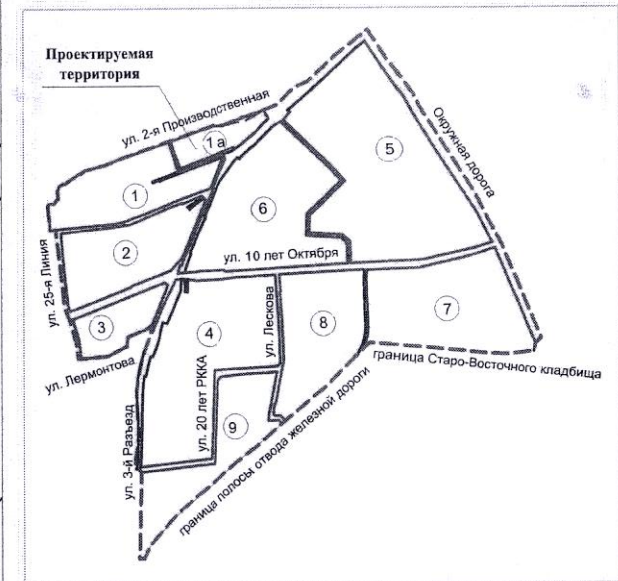 Проектируемая
территория
ул. 2-я Производственная
1а
Окружная дорога
5
1
6
ул. 25-я Линия
2
ул. 10 лет Октября
3
4
ул. Лескова
8
7
ул. Лермонтова
ул. 20 лет РККА
граница Старо-Восточного кладбища
ул. 3-й Разъезд
9
граница полосы отвода железной дороги